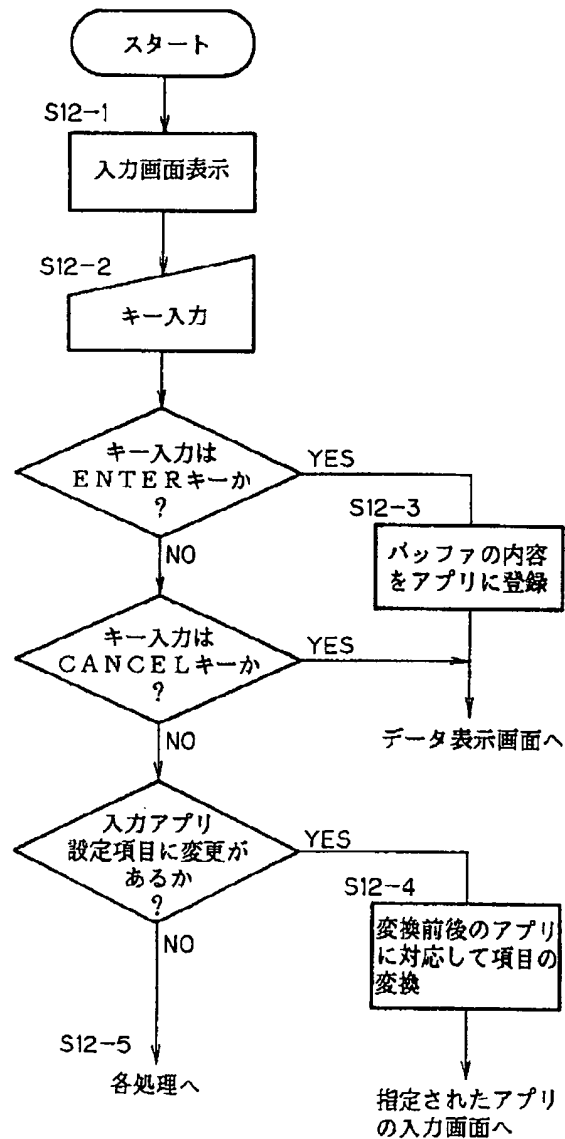 スタート
S12-1
入力画面表示
S12-2
キー入力
キー入力は
ENTERキーか
?
YES
S12-3
バッファの内容
をアプリに登録
NO
キー入力は
CANCELキーか
?
YES
データ表示画面へ
NO
入力アプリ
設定項目に変更が
あるか
?
YES
S12-4
変換前後のアプリ
に対応して項目の
変換
NO
S12-5
各処理へ
指定されたアプリ
の入力画面へ